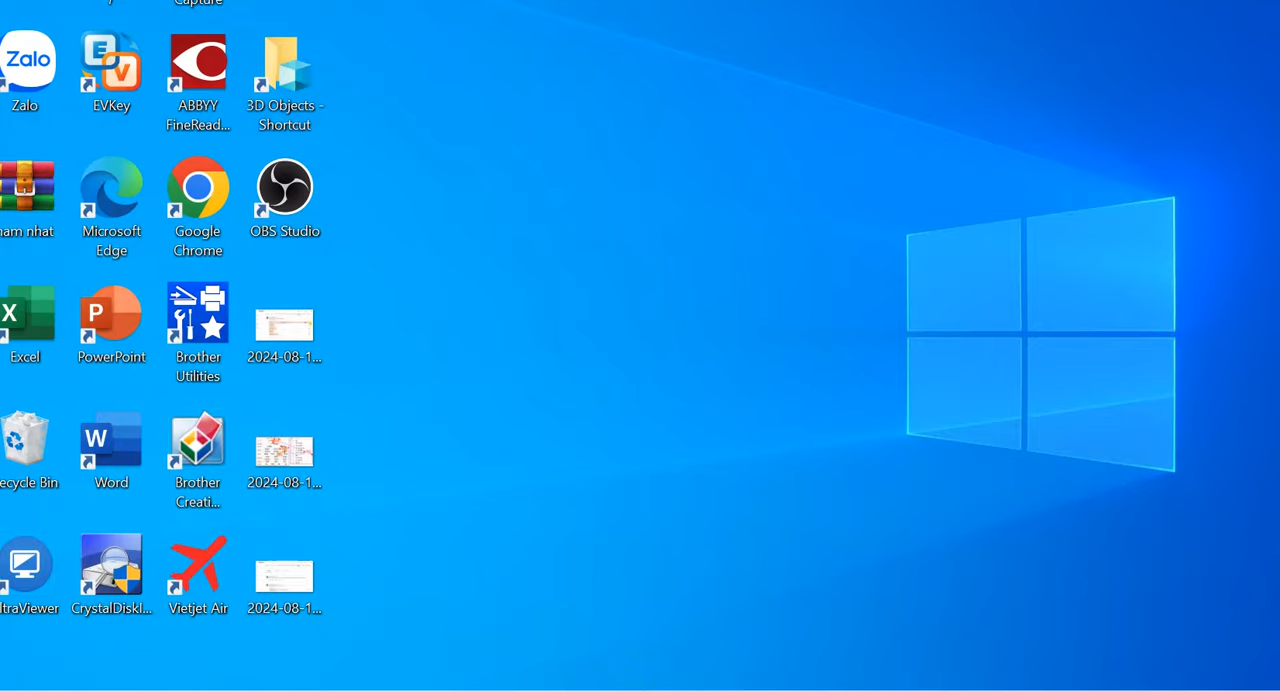 Capture
Zalo
EVKey
ABBYY
FineRead...
3D Objects -
Shortcut
nam nhat
Microsoft
Edge
Google
Chrome
OBS Studio
Excel
PowerPoint
Brother
Utilities
2024-08-1...
ecycle Bin
Word
Brother
Creati...
2024-08-1...
ltraViewer
CrystalDiskI...
Vietjet Air
2024-08-1...